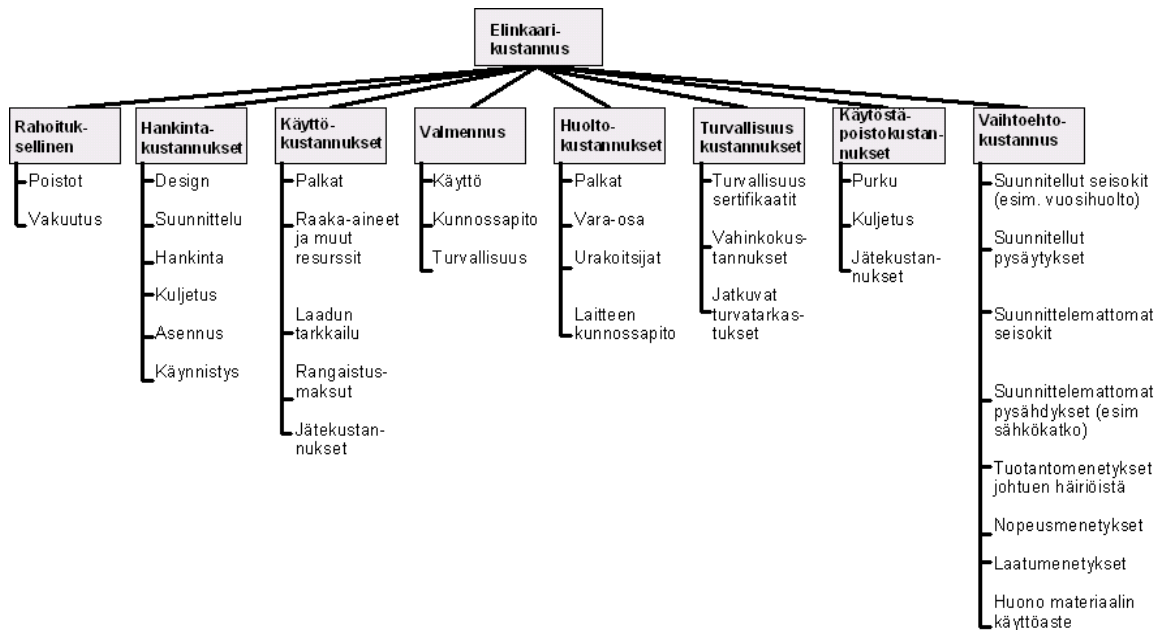 Elinkaari-
kustannus
Rahoituk-
sellinen
Poistot
Vakuutus
Hankinta-
kustannukset
Design
Suunnittelu
Hankinta
Kuljetus
Asennus
Käynnistys
Käyttö-
kustannukset
Palkat
Raaka-aineet
ja muut
resurssit
Laadun
tarkkailu
Rangaistus-
maksut
Jätekustan-
nukset
Valmennus
Käyttö
Kunnossapito
Turvallisuus
Huolto-
kustannukset
Palkat
Vara-osa
Urakoitsijat
Laitteen
kunnossapito
Turvallisuus
kustannukset
Turvallisuus
sertifikaatit
Vahinkokus-
tannukset
Jatkuvat
turvatarkas-
tukset
Käytöstä-
poistokustan-
nukset
Purku
Kuljetus
Jätekustan-
nukset
Vaihtoehto-
kustannus
Suunnitellut seisokit
(esim. vuosihuolto)
Suunnitellut
pysäytykset
Suunnittelemattomat
seisokit
Suunnittelemattomat
pysähdykset (esim
sähkökatko)
Tuotantomenetykset
johtuen häiriöistä
Nopeusmenetykset
Laatumenetykset
Huono materiaalin
käyttöaste